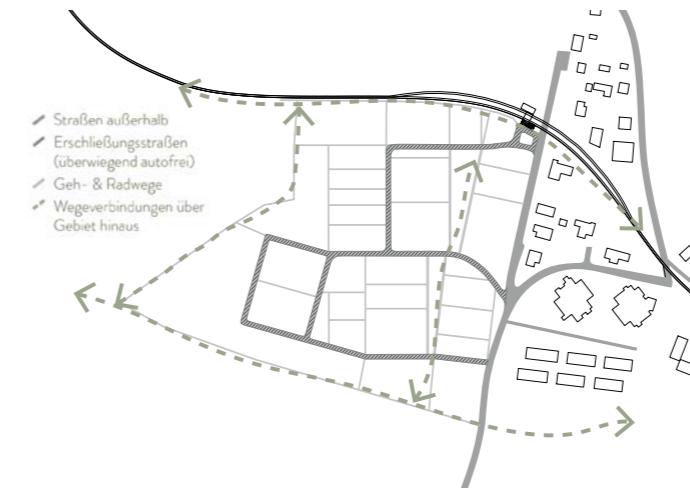 Straßen außerhalb
Erschließungsstraßen
(überwiegend autofrei)
Geh- & Radwege
Wegeverbindungen über
Gebiet hinaus